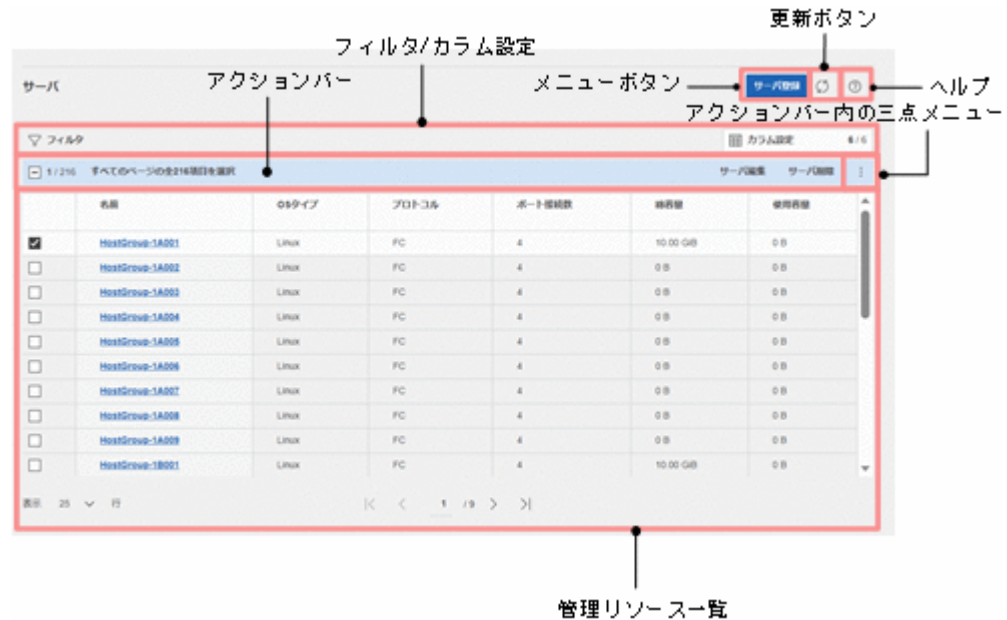 更新ボタン
フィルタ/カラム設定
サーバ
アクションバー
メニューボタン
サーバ登録
ヘルプ
アクションバー内の三点メニュー
フィルタ
カラム設定 6 / 6
1 / 216 すべてのページの全216項目を選択 サーバ編集 サーバ削除
名前 OSタイプ プロトコル ポート接続数 総容量 使用容量
HostGroup-1A001 Linux FC 4 10.00 GiB 0 B
HostGroup-1A002 Linux FC 4 0 B 0 B
HostGroup-1A003 Linux FC 4 0 B 0 B
HostGroup-1A004 Linux FC 4 0 B 0 B
HostGroup-1A005 Linux FC 4 0 B 0 B
HostGroup-1A006 Linux FC 4 0 B 0 B
HostGroup-1A007 Linux FC 4 0 B 0 B
HostGroup-1A008 Linux FC 4 0 B 0 B
HostGroup-1A009 Linux FC 4 0 B 0 B
HostGroup-1B001 Linux FC 4 10.00 GiB 0 B
表示 25 行 1 / 9
管理リソース一覧